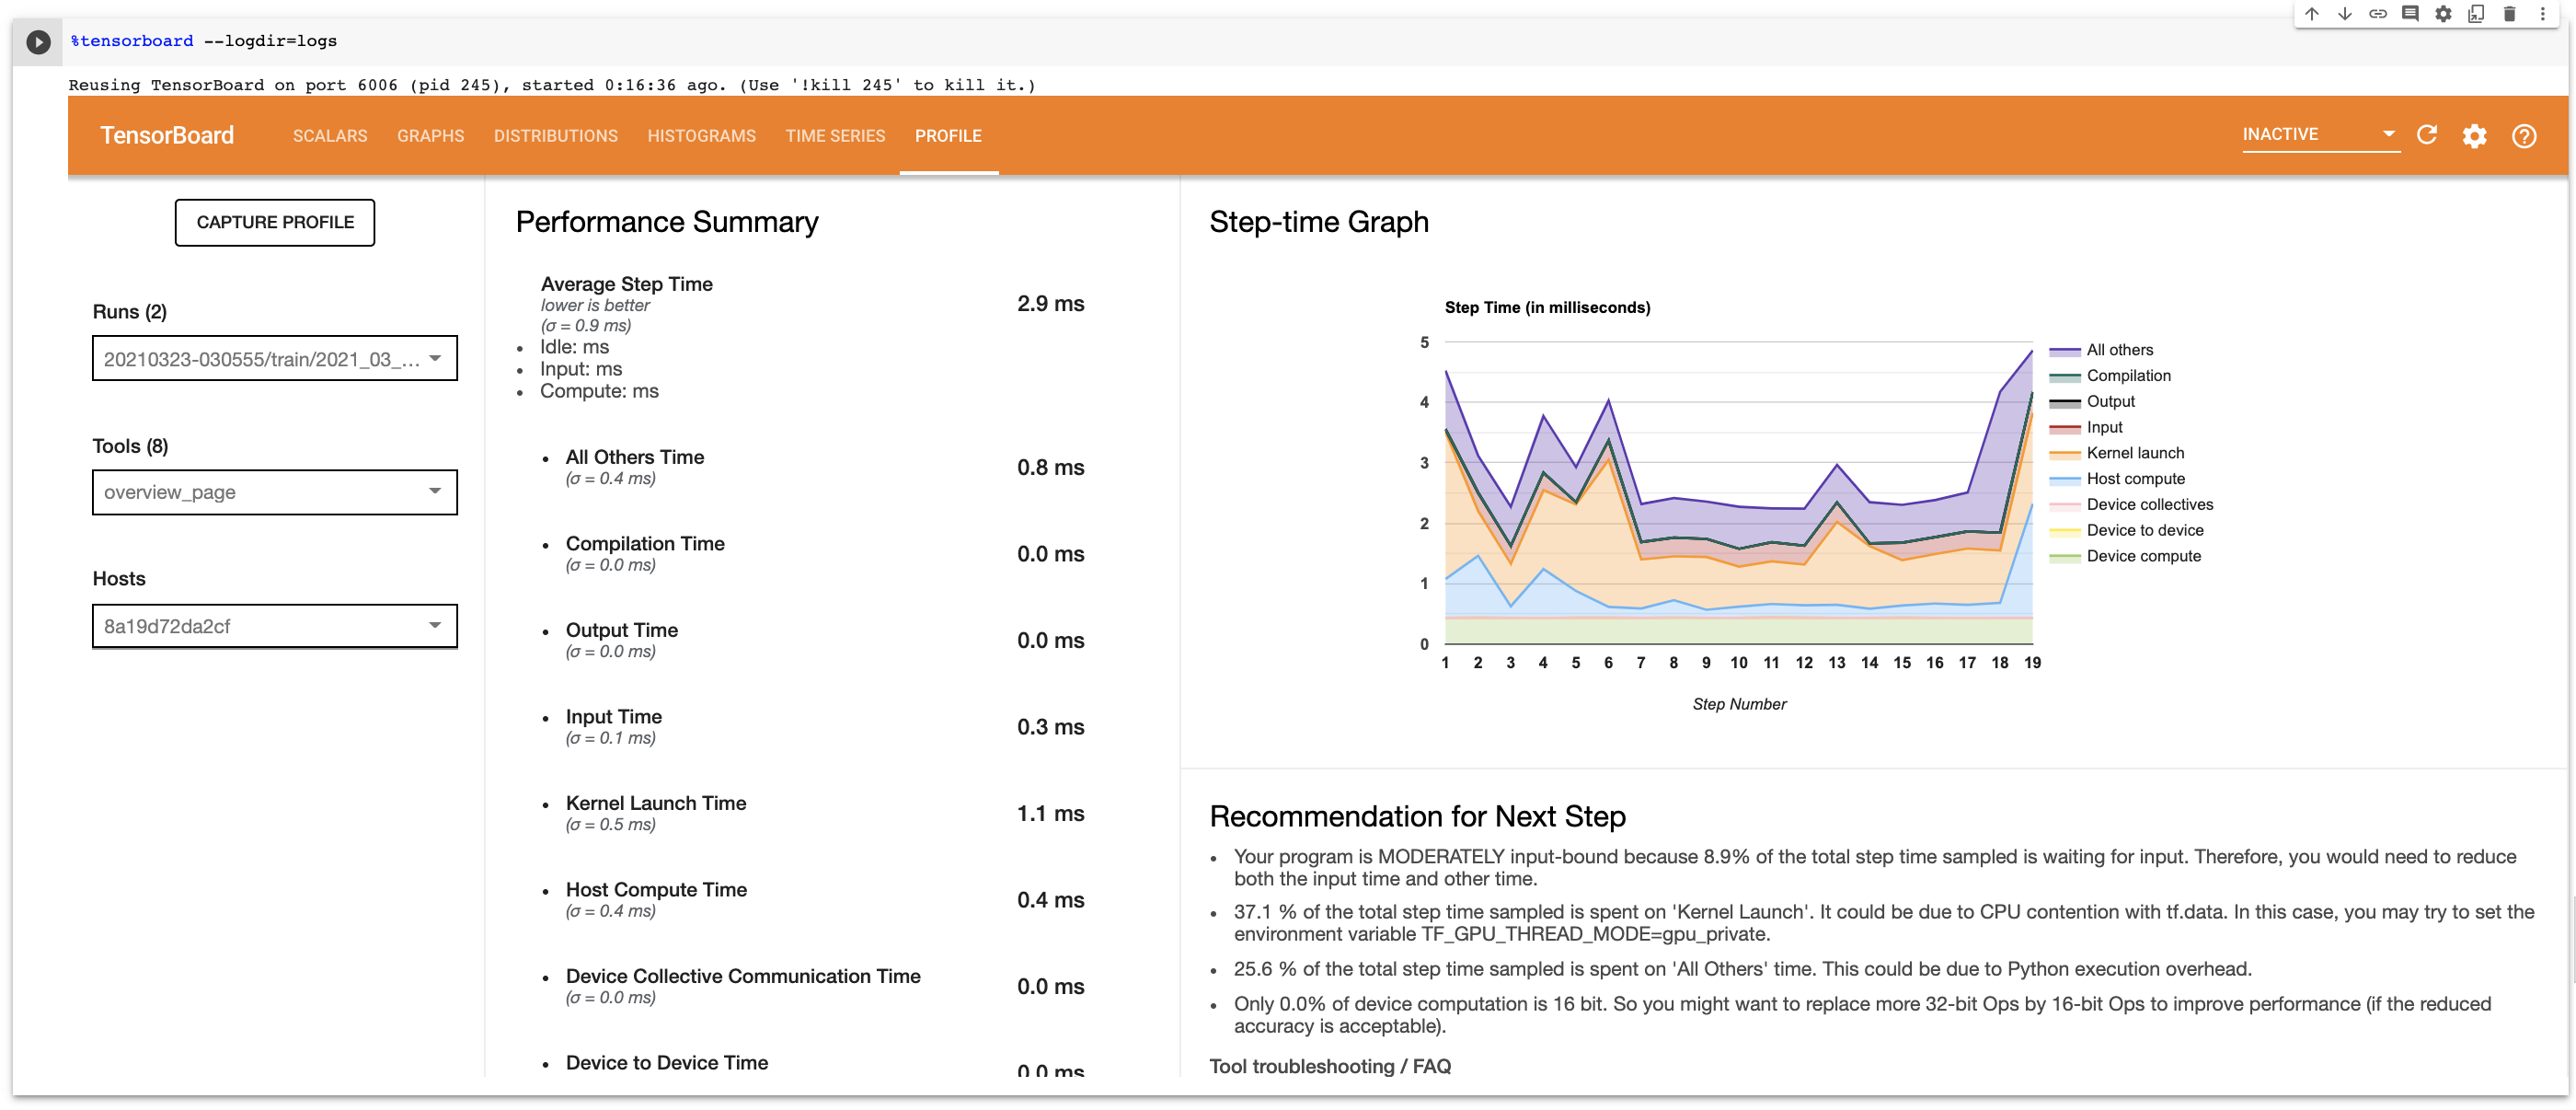 %tensorboard --logdir=logs
Reusing TensorBoard on port 6006 (pid 245), started 0:16:36 ago. (Use '!kill 245' to kill it.)
TensorBoard SCALARS GRAPHS DISTRIBUTIONS HISTOGRAMS TIME SERIES PROFILE INACTIVE
CAPTURE PROFILE
Runs (2)
20210323-030555/train/2021_03_...
Tools (8)
overview_page
Hosts
8a19d72da2cf
Performance Summary
Average Step Time
lower is better
(σ = 0.9 ms)
2.9 ms
• Idle: ms
• Input: ms
• Compute: ms
• All Others Time
(σ = 0.4 ms)
0.8 ms
• Compilation Time
(σ = 0.0 ms)
0.0 ms
• Output Time
(σ = 0.0 ms)
0.0 ms
• Input Time
(σ = 0.1 ms)
0.3 ms
• Kernel Launch Time
(σ = 0.5 ms)
1.1 ms
• Host Compute Time
(σ = 0.4 ms)
0.4 ms
• Device Collective Communication Time
(σ = 0.0 ms)
0.0 ms
• Device to Device Time
0.0 ms
Step-time Graph
Step Time (in milliseconds)
5
4
3
2
1
0
1 2 3 4 5 6 7 8 9 10 11 12 13 14 15 16 17 18 19
Step Number
All others
Compilation
Output
Input
Kernel launch
Host compute
Device collectives
Device to device
Device compute
Recommendation for Next Step
• Your program is MODERATELY input-bound because 8.9% of the total step time sampled is waiting for input. Therefore, you would need to reduce
both the input time and other time.
• 37.1 % of the total step time sampled is spent on 'Kernel Launch'. It could be due to CPU contention with tf.data. In this case, you may try to set the
environment variable TF_GPU_THREAD_MODE=gpu_private.
• 25.6 % of the total step time sampled is spent on 'All Others' time. This could be due to Python execution overhead.
• Only 0.0% of device computation is 16 bit. So you might want to replace more 32-bit Ops by 16-bit Ops to improve performance (if the reduced
accuracy is acceptable).
Tool troubleshooting / FAQ